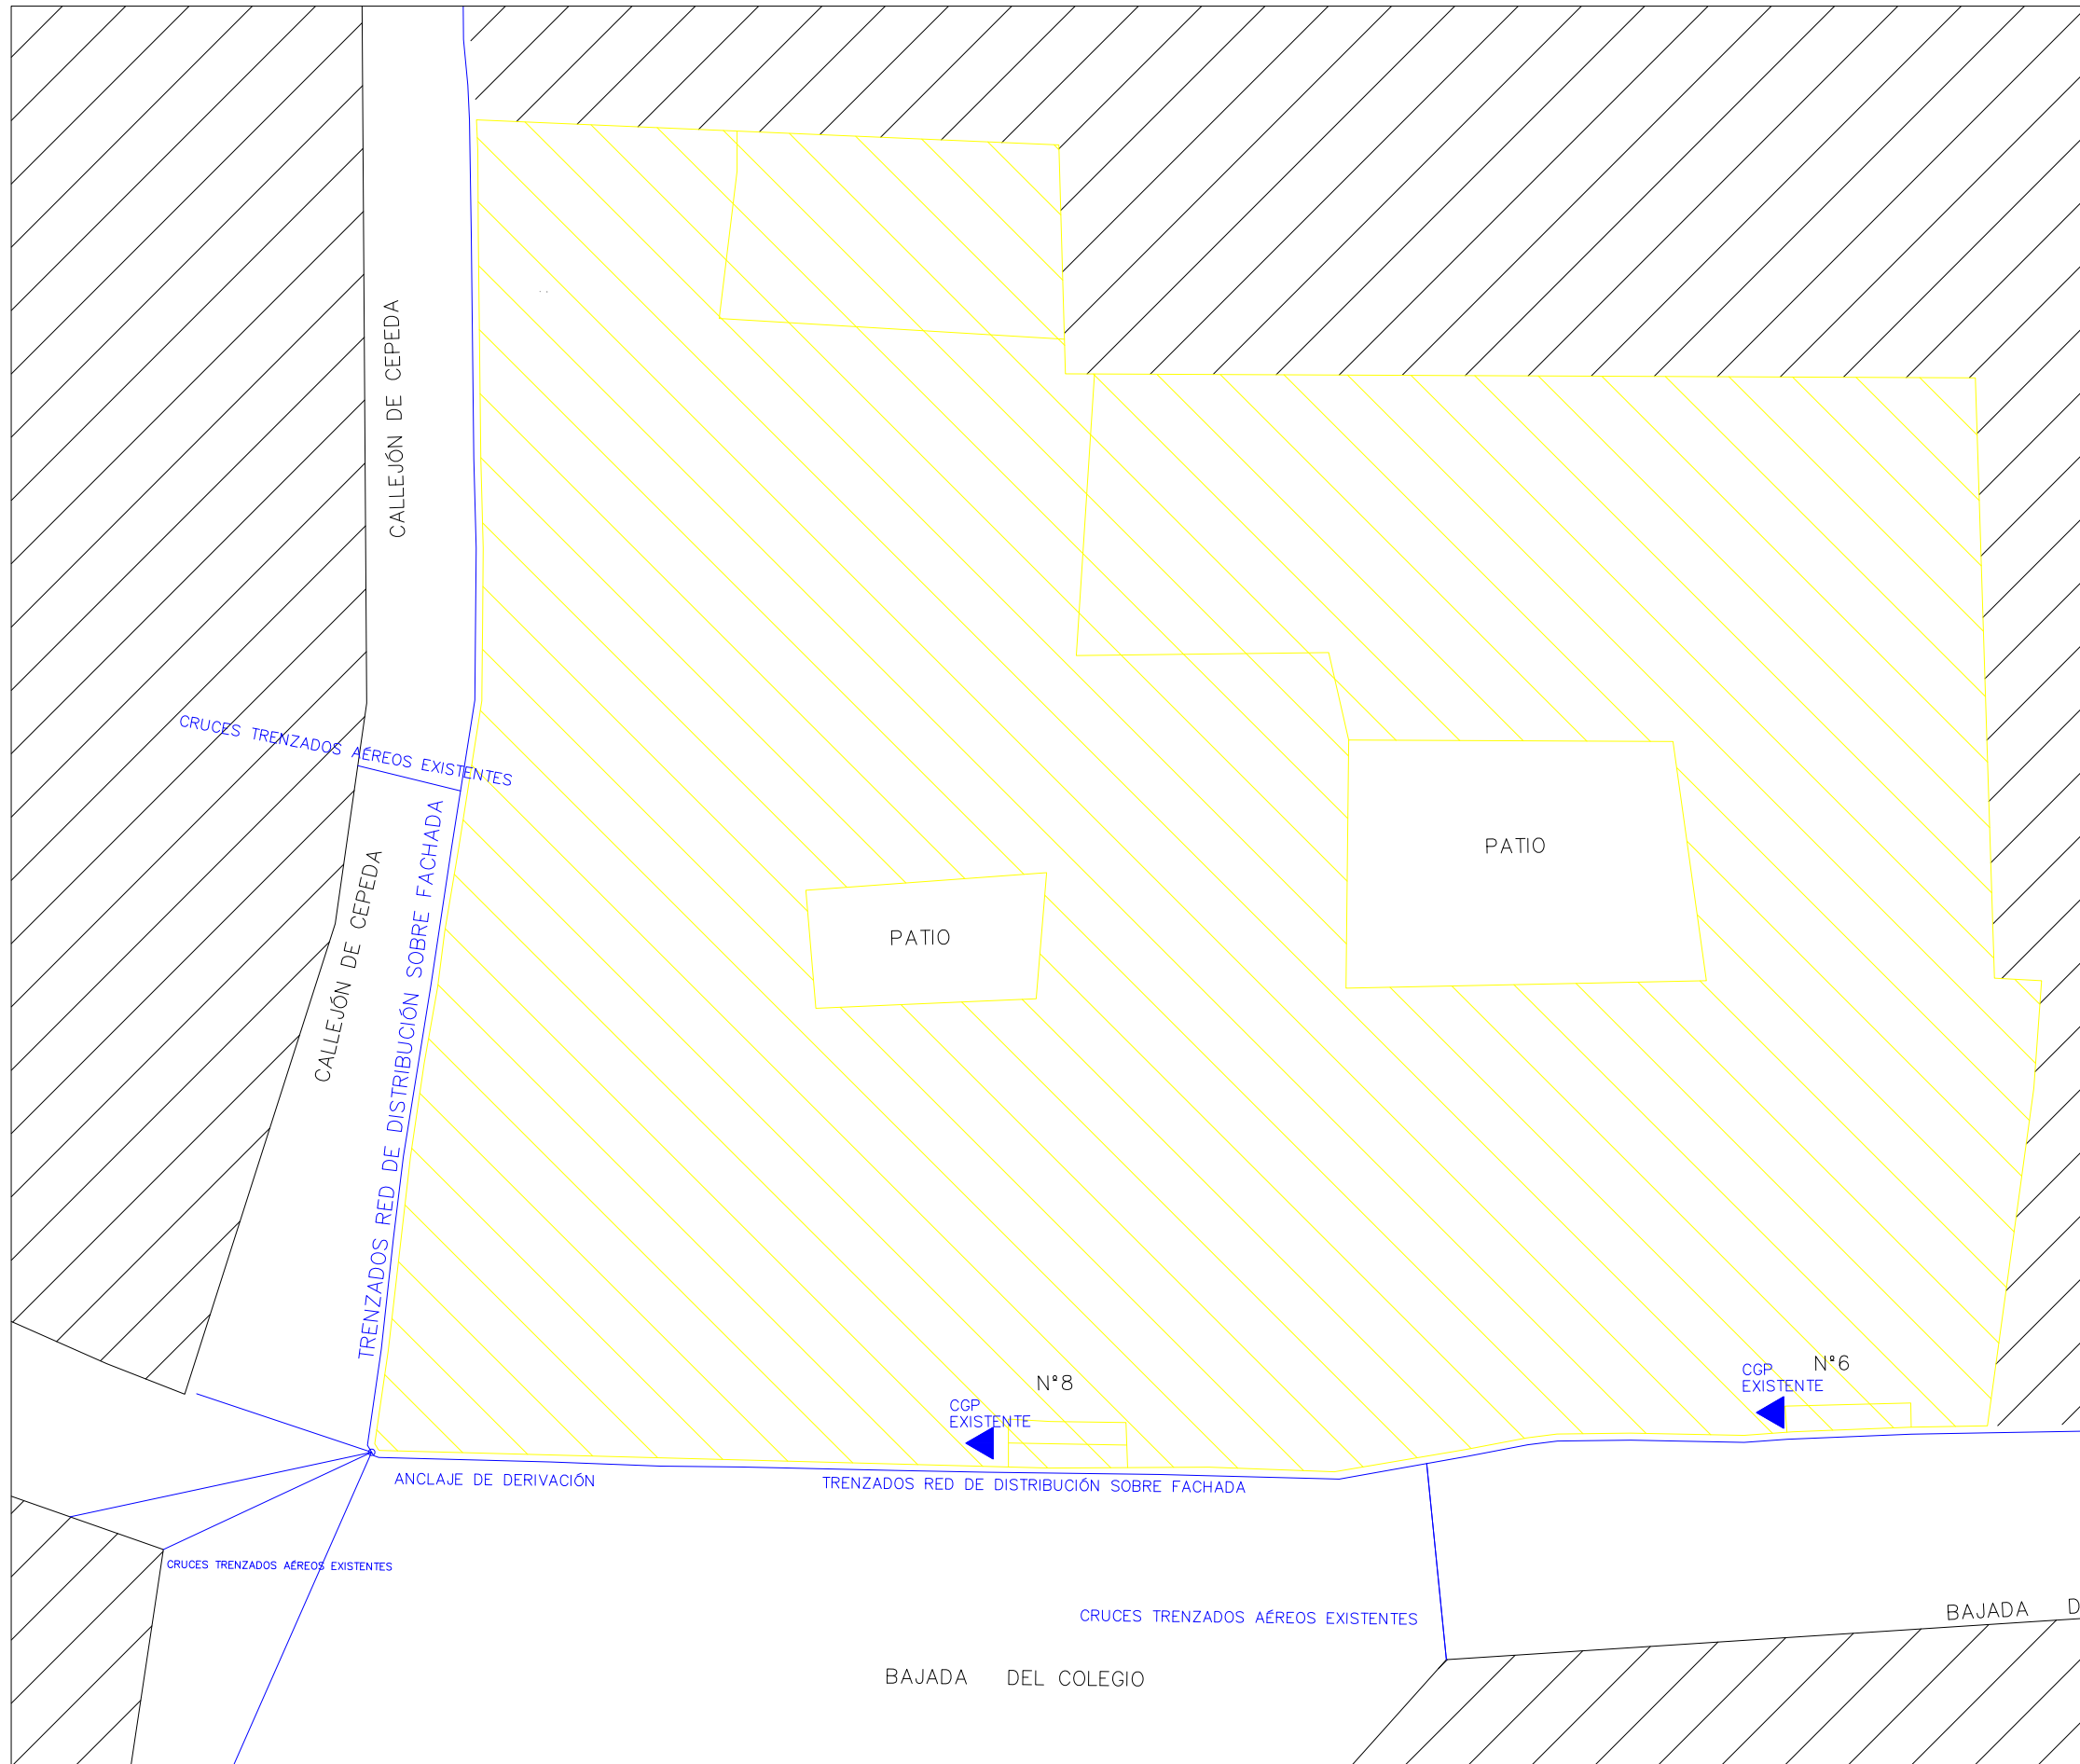 CALLEJÓN DE CEPEDA
CRUCES TRENZADOS AÉREOS EXISTENTES
TRENZADOS RED DE DISTRIBUCIÓN SOBRE FACHADA
CALLEJÓN DE CEPEDA
PATIO
PATIO
N°8
CGP
EXISTENTE
N°6
CGP
EXISTENTE
ANCLAJE DE DERIVACIÓN
TRENZADOS RED DE DISTRIBUCIÓN SOBRE FACHADA
CRUCES TRENZADOS AÉREOS EXISTENTES
CRUCES TRENZADOS AÉREOS EXISTENTES
BAJADA D
BAJADA DEL COLEGIO